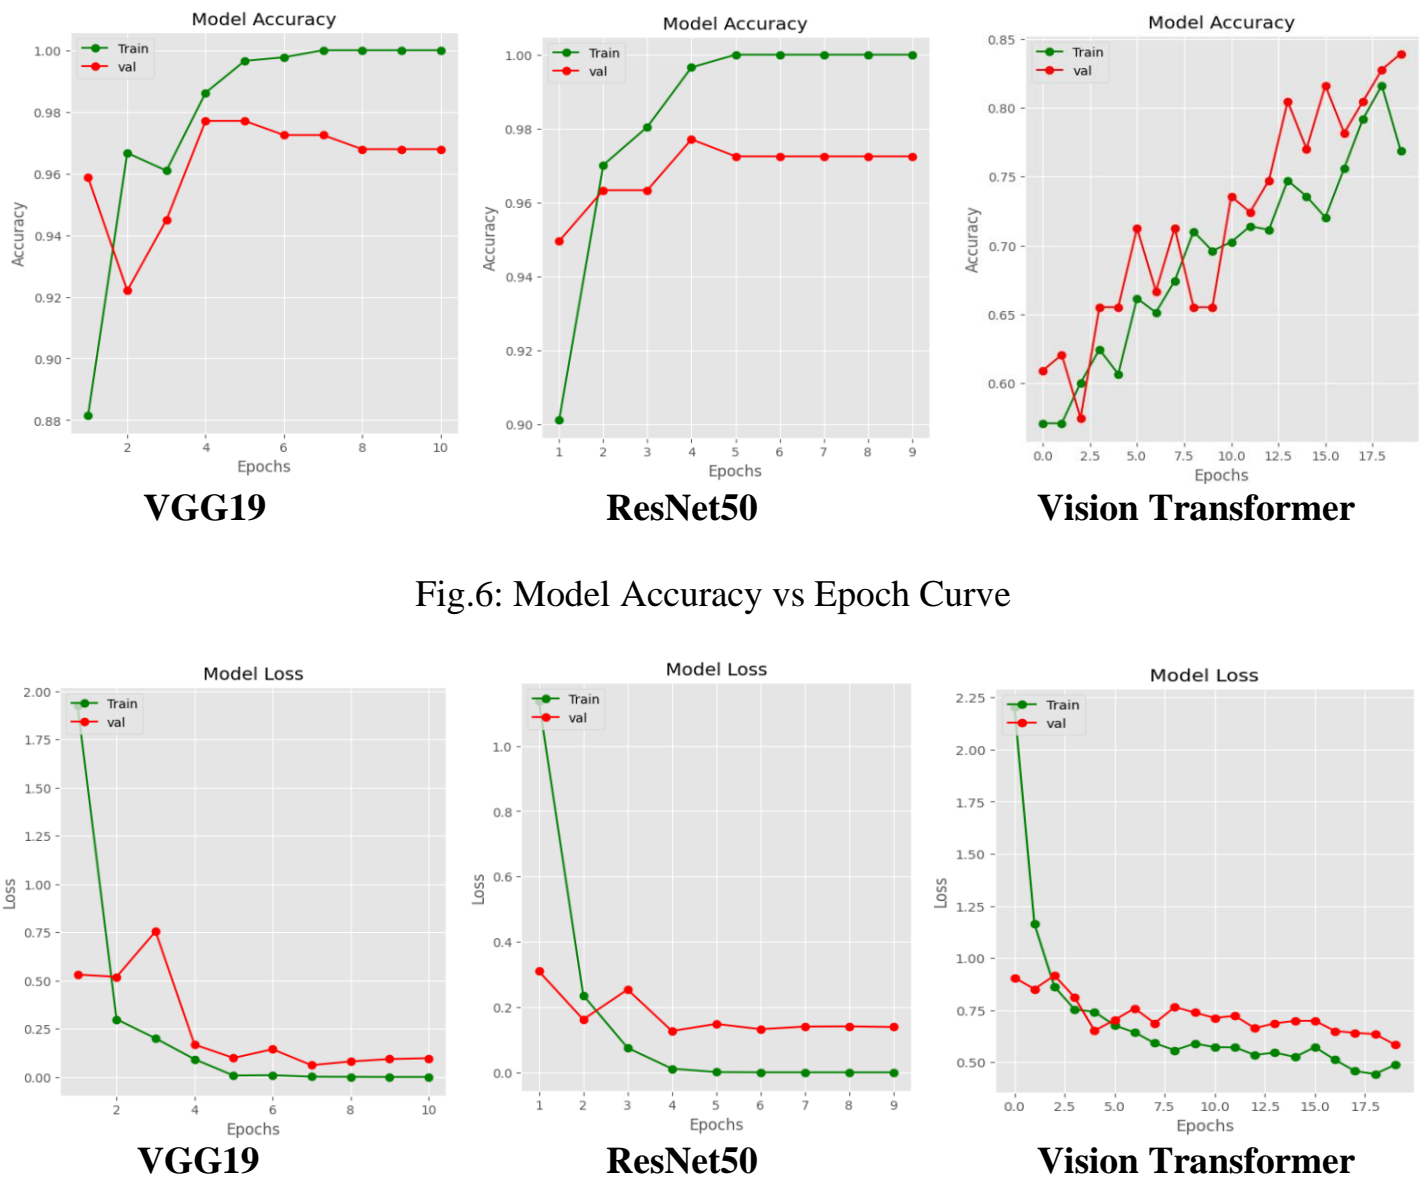 Model Accuracy
Train
val
1.00
0.98
0.96
0.94
0.92
0.90
0.88
Accuracy
2 4 6 8 10
Epochs
VGG19
Model Accuracy
Train
val
1.00
0.98
0.96
0.94
0.92
0.90
Accuracy
1 2 3 4 5 6 7 8 9
Epochs
ResNet50
Model Accuracy
Train
val
0.85
0.80
0.75
0.70
0.65
0.60
Accuracy
0.0 2.5 5.0 7.5 10.0 12.5 15.0 17.5
Epochs
Vision Transformer
Fig.6: Model Accuracy vs Epoch Curve
Model Loss
Train
val
2.00
1.75
1.50
1.25
1.00
0.75
0.50
0.25
0.00
Loss
2 4 6 8 10
Epochs
VGG19
Model Loss
Train
val
1.0
0.8
0.6
0.4
0.2
0.0
Loss
1 2 3 4 5 6 7 8 9
Epochs
ResNet50
Model Loss
Train
val
2.25
2.00
1.75
1.50
1.25
1.00
0.75
0.50
Loss
0.0 2.5 5.0 7.5 10.0 12.5 15.0 17.5
Epochs
Vision Transformer